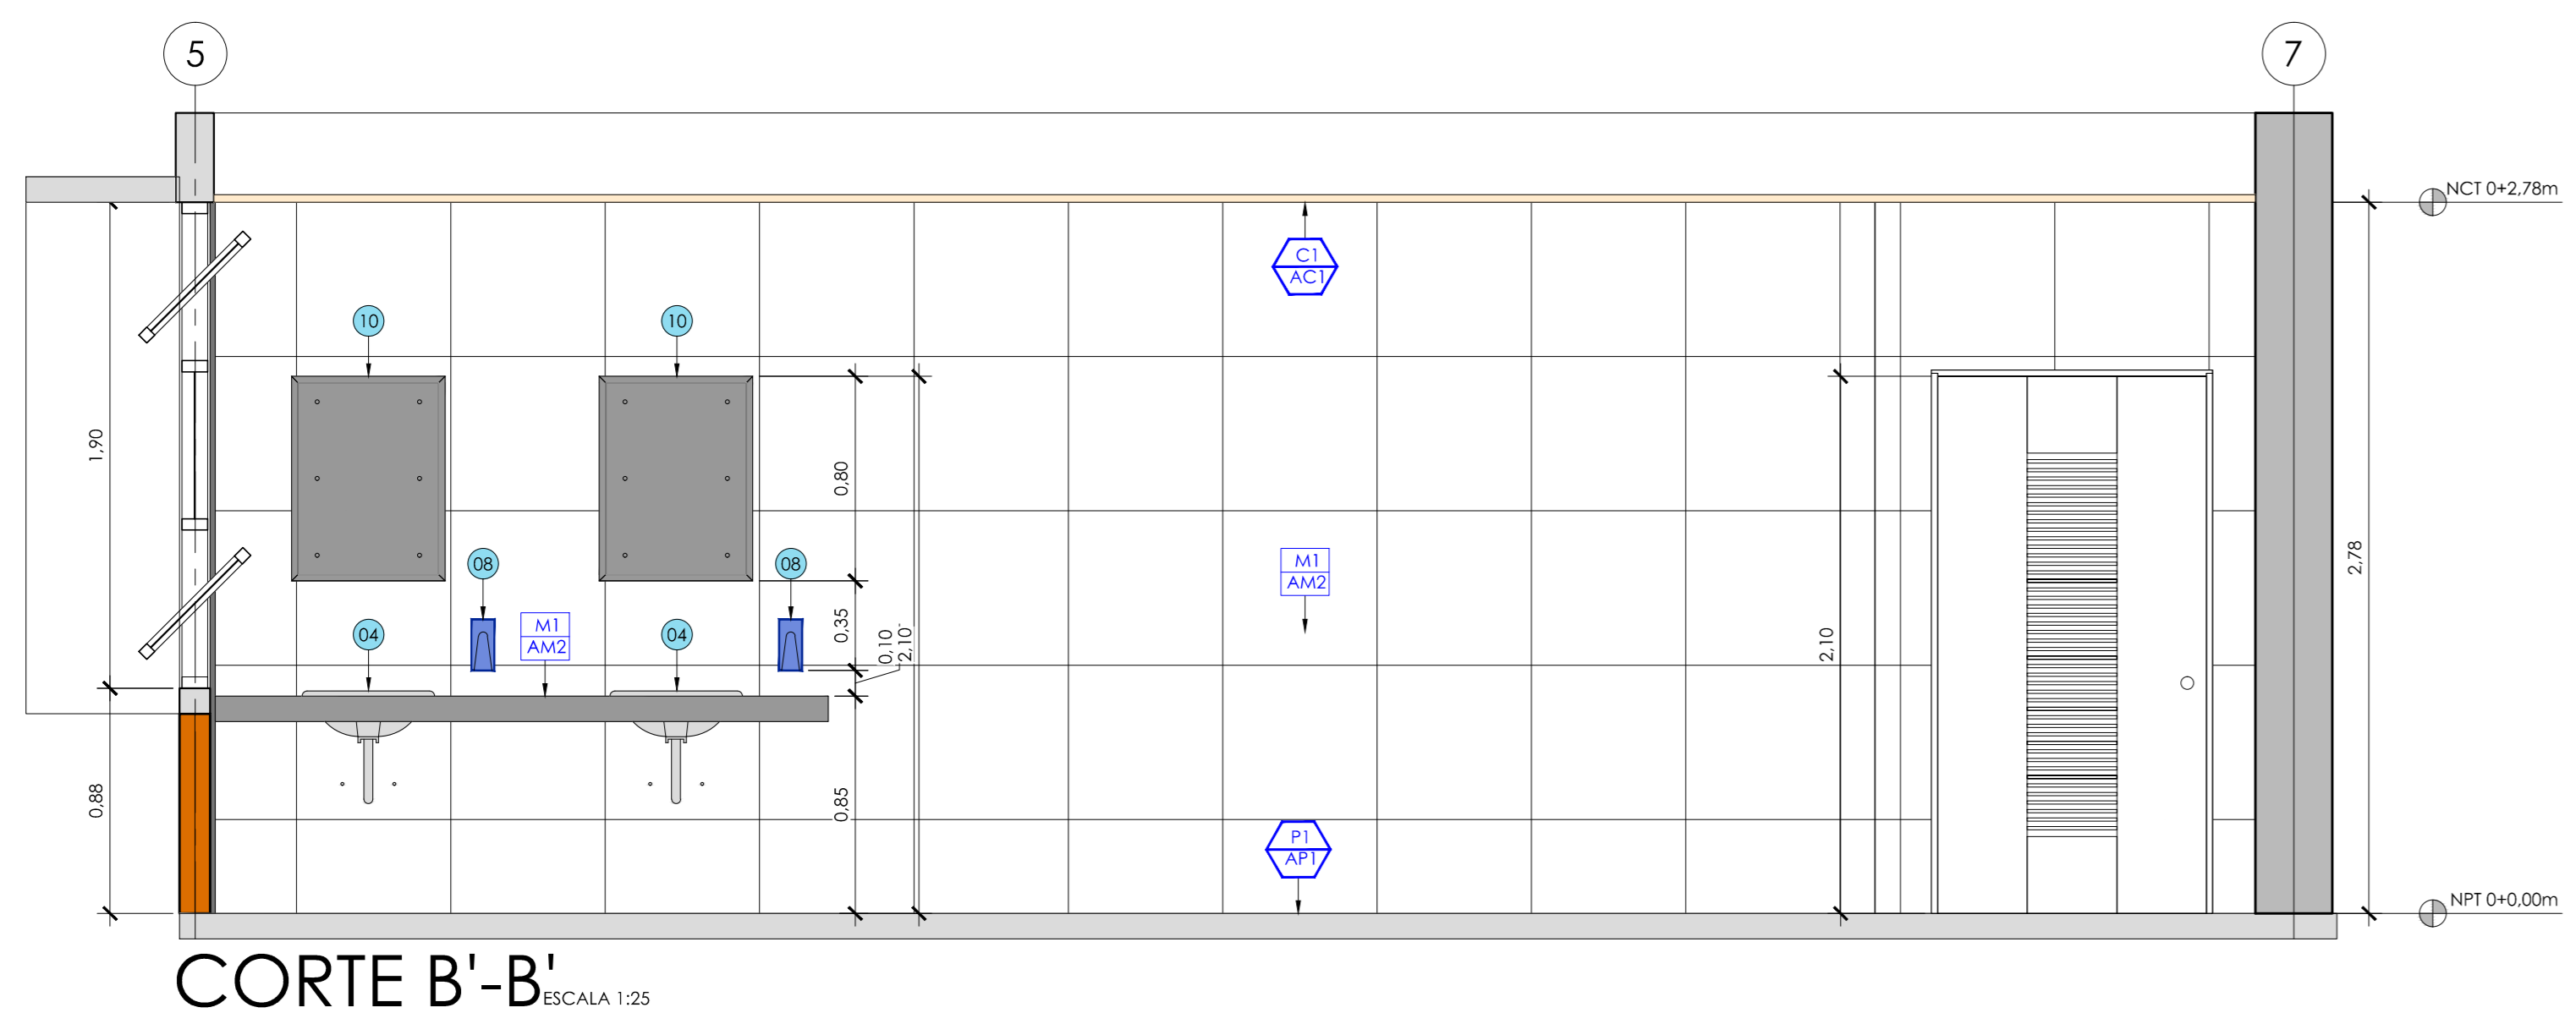 5
7
NCT 0+2,78m
C1
AC1
10
10
1,90
0,80
08
08
M1
AM2
2,78
04
M1
AM2
04
0,35
0,10
2,10
2,10
0,88
0,85
P1
AP1
NPT 0+0,00m
CORTE B'-B'
ESCALA 1:25